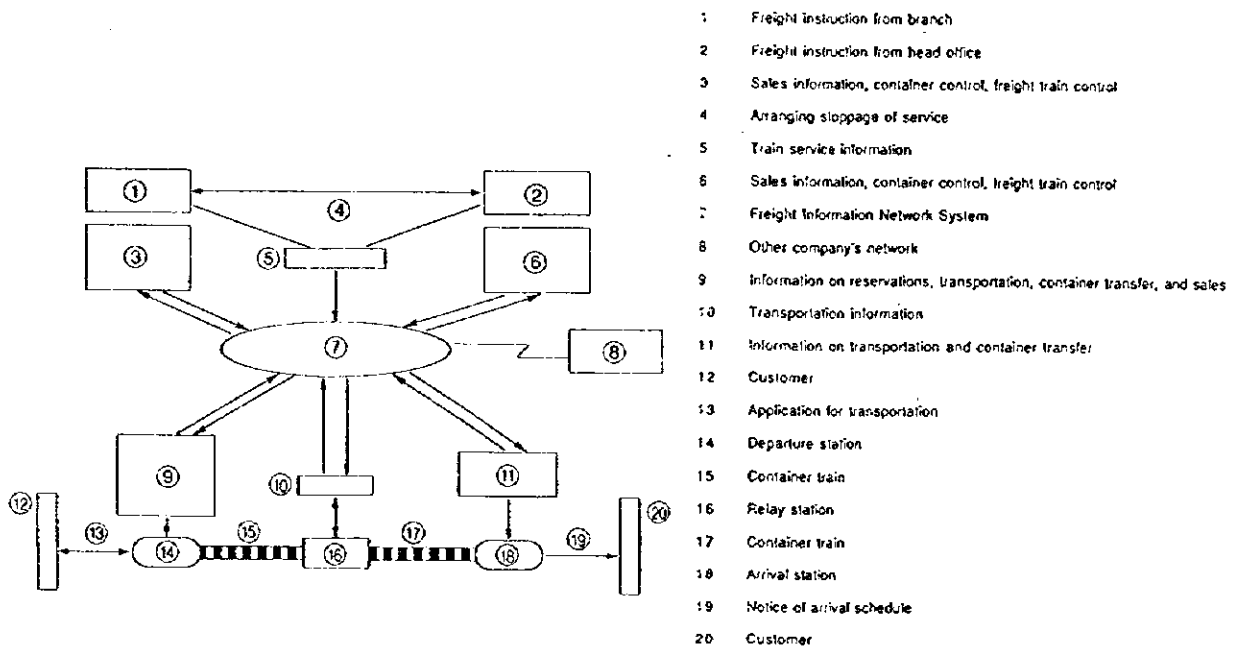 ① ② ④ ③ ⑤ ⑥ ⑦ ⑧ ⑨ ⑩ ⑪ ⑫ ⑬ ⑭ ⑮ ⑯ ⑰ ⑱ ⑲ ⑳
1 Freight instruction from branch
2 Freight instruction from head office
3 Sales information, container control, freight train control
4 Arranging stoppage of service
5 Train service information
6 Sales information, container control, freight train control
7 Freight Information Network System
8 Other company's network
9 Information on reservations, transportation, container transfer, and sales
10 Transportation information
11 Information on transportation and container transfer
12 Customer
13 Application for transportation
14 Departure station
15 Container train
16 Relay station
17 Container train
18 Arrival station
19 Notice of arrival schedule
20 Customer